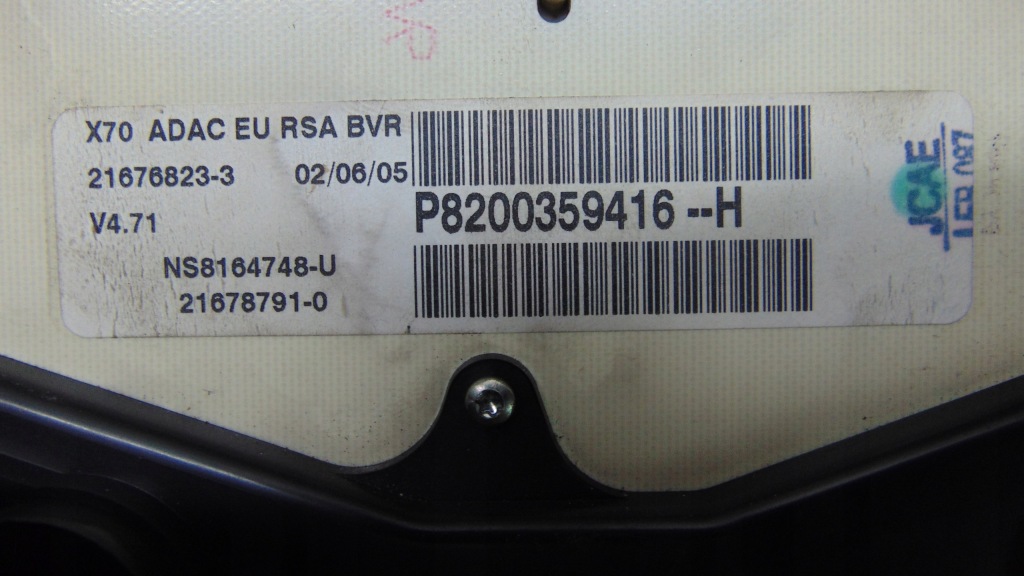 X70 ADAC EU RSA BVR
21676823-3 02/06/05
P8200359416 --H
V4.71
NS8164748-U
21678791-0
JCAE